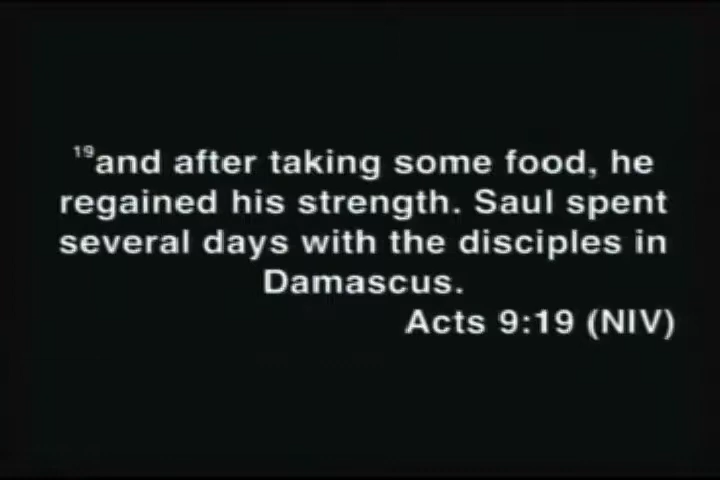 ¹⁹and after taking some food, he
regained his strength. Saul spent
several days with the disciples in
Damascus.
Acts 9:19 (NIV)